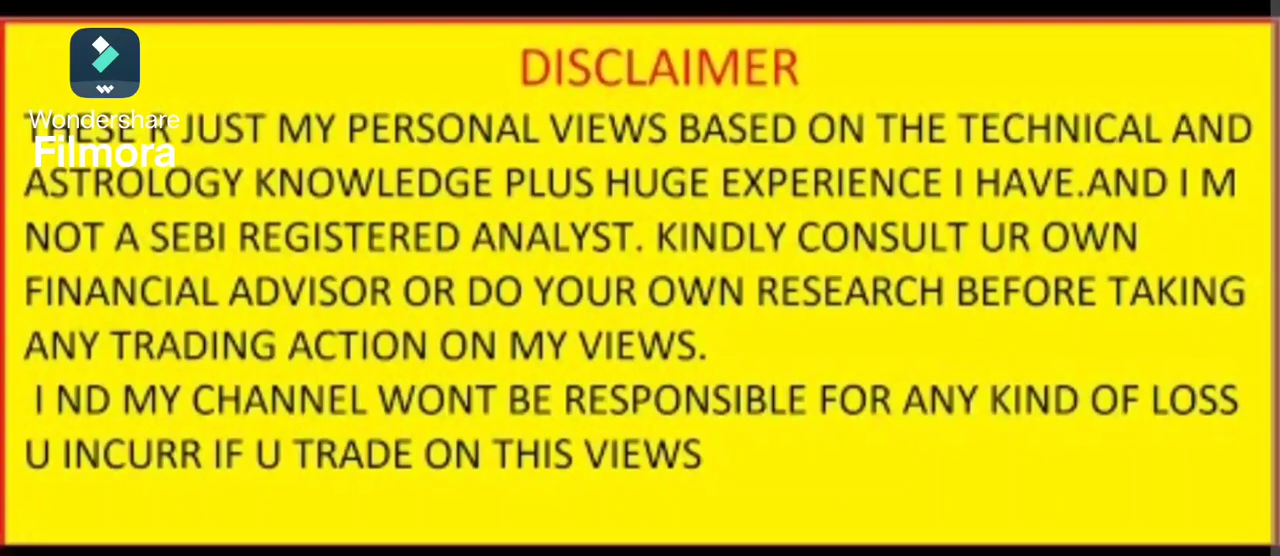 DISCLAIMER
Wondershare
Filmora
JUST MY PERSONAL VIEWS BASED ON THE TECHNICAL AND
ASTROLOGY KNOWLEDGE PLUS HUGE EXPERIENCE I HAVE.AND I M
NOT A SEBI REGISTERED ANALYST. KINDLY CONSULT UR OWN
FINANCIAL ADVISOR OR DO YOUR OWN RESEARCH BEFORE TAKING
ANY TRADING ACTION ON MY VIEWS.
I ND MY CHANNEL WONT BE RESPONSIBLE FOR ANY KIND OF LOSS
U INCURR IF U TRADE ON THIS VIEWS